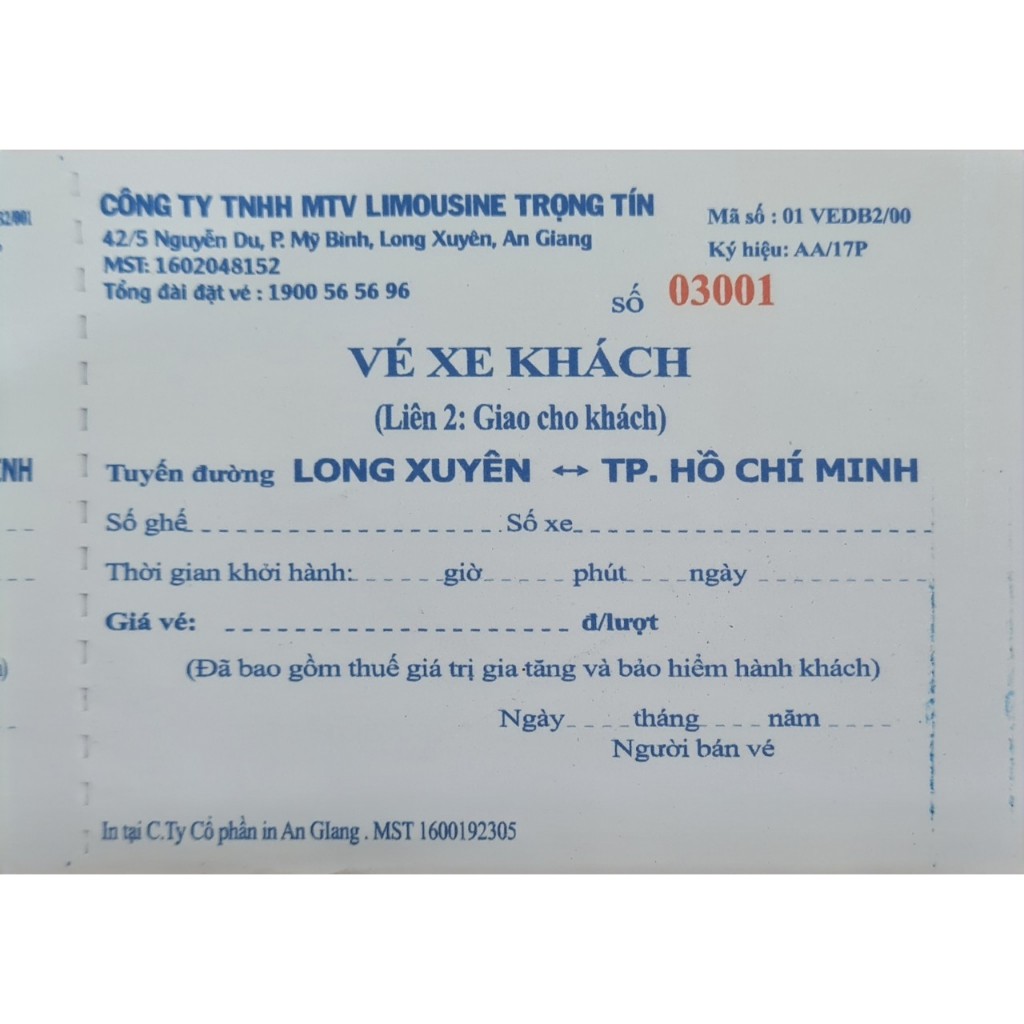 CÔNG TY TNHH MTV LIMOUSINE TRỌNG TÍN
42/5 Nguyễn Du, P. Mỹ Bình, Long Xuyên, An Giang
MST: 1602048152
Tổng đài đặt vé : 1900 56 56 96
Mã số : 01 VEDB2/00
Ký hiệu: AA/17P
SỐ 03001
VÉ XE KHÁCH
(Liên 2: Giao cho khách)
Tuyến đường LONG XUYÊN ↔ TP. HỒ CHÍ MINH
Số ghế Số xe
Thời gian khởi hành: giờ phút ngày
Giá vé: đ/lượt
(Đã bao gồm thuế giá trị gia tăng và bảo hiểm hành khách)
Ngày tháng năm
Người bán vé
In tại C.Ty Cổ phần in An GIang . MST 1600192305